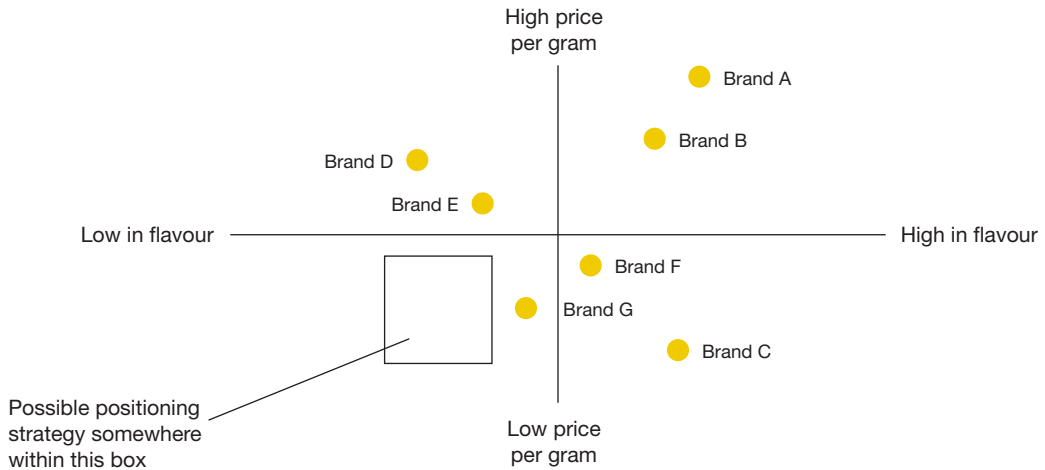 High price
per gram
Brand A
Brand B
Brand D
Brand E
Low in flavour
High in flavour
Brand F
Brand G
Brand C
Possible positioning
strategy somewhere
within this box
Low price
per gram